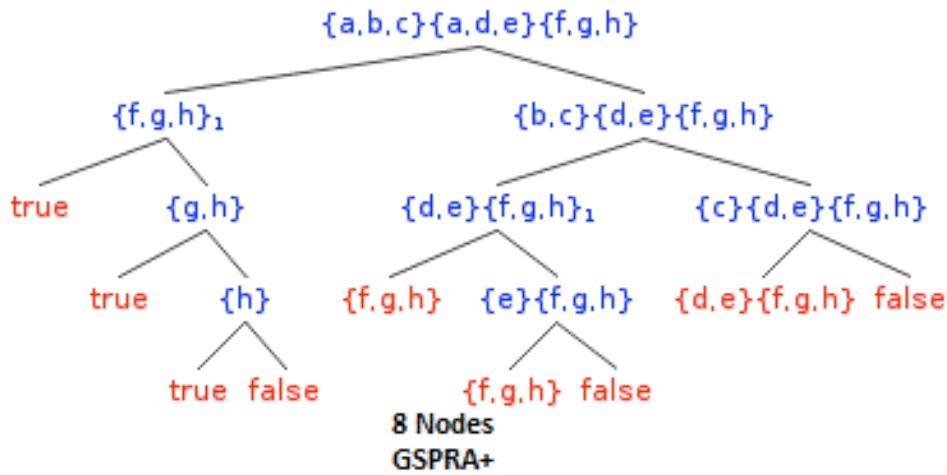 {a,b,c}{a,d,e}{f,g,h}
{f,g,h}₁ {b,c}{d,e}{f,g,h}
true {g,h} {d,e}{f,g,h}₁ {c}{d,e}{f,g,h}
true {h} {f,g,h} {e}{f,g,h} {d,e}{f,g,h} false
true false {f,g,h} false
8 Nodes
GSPRA+